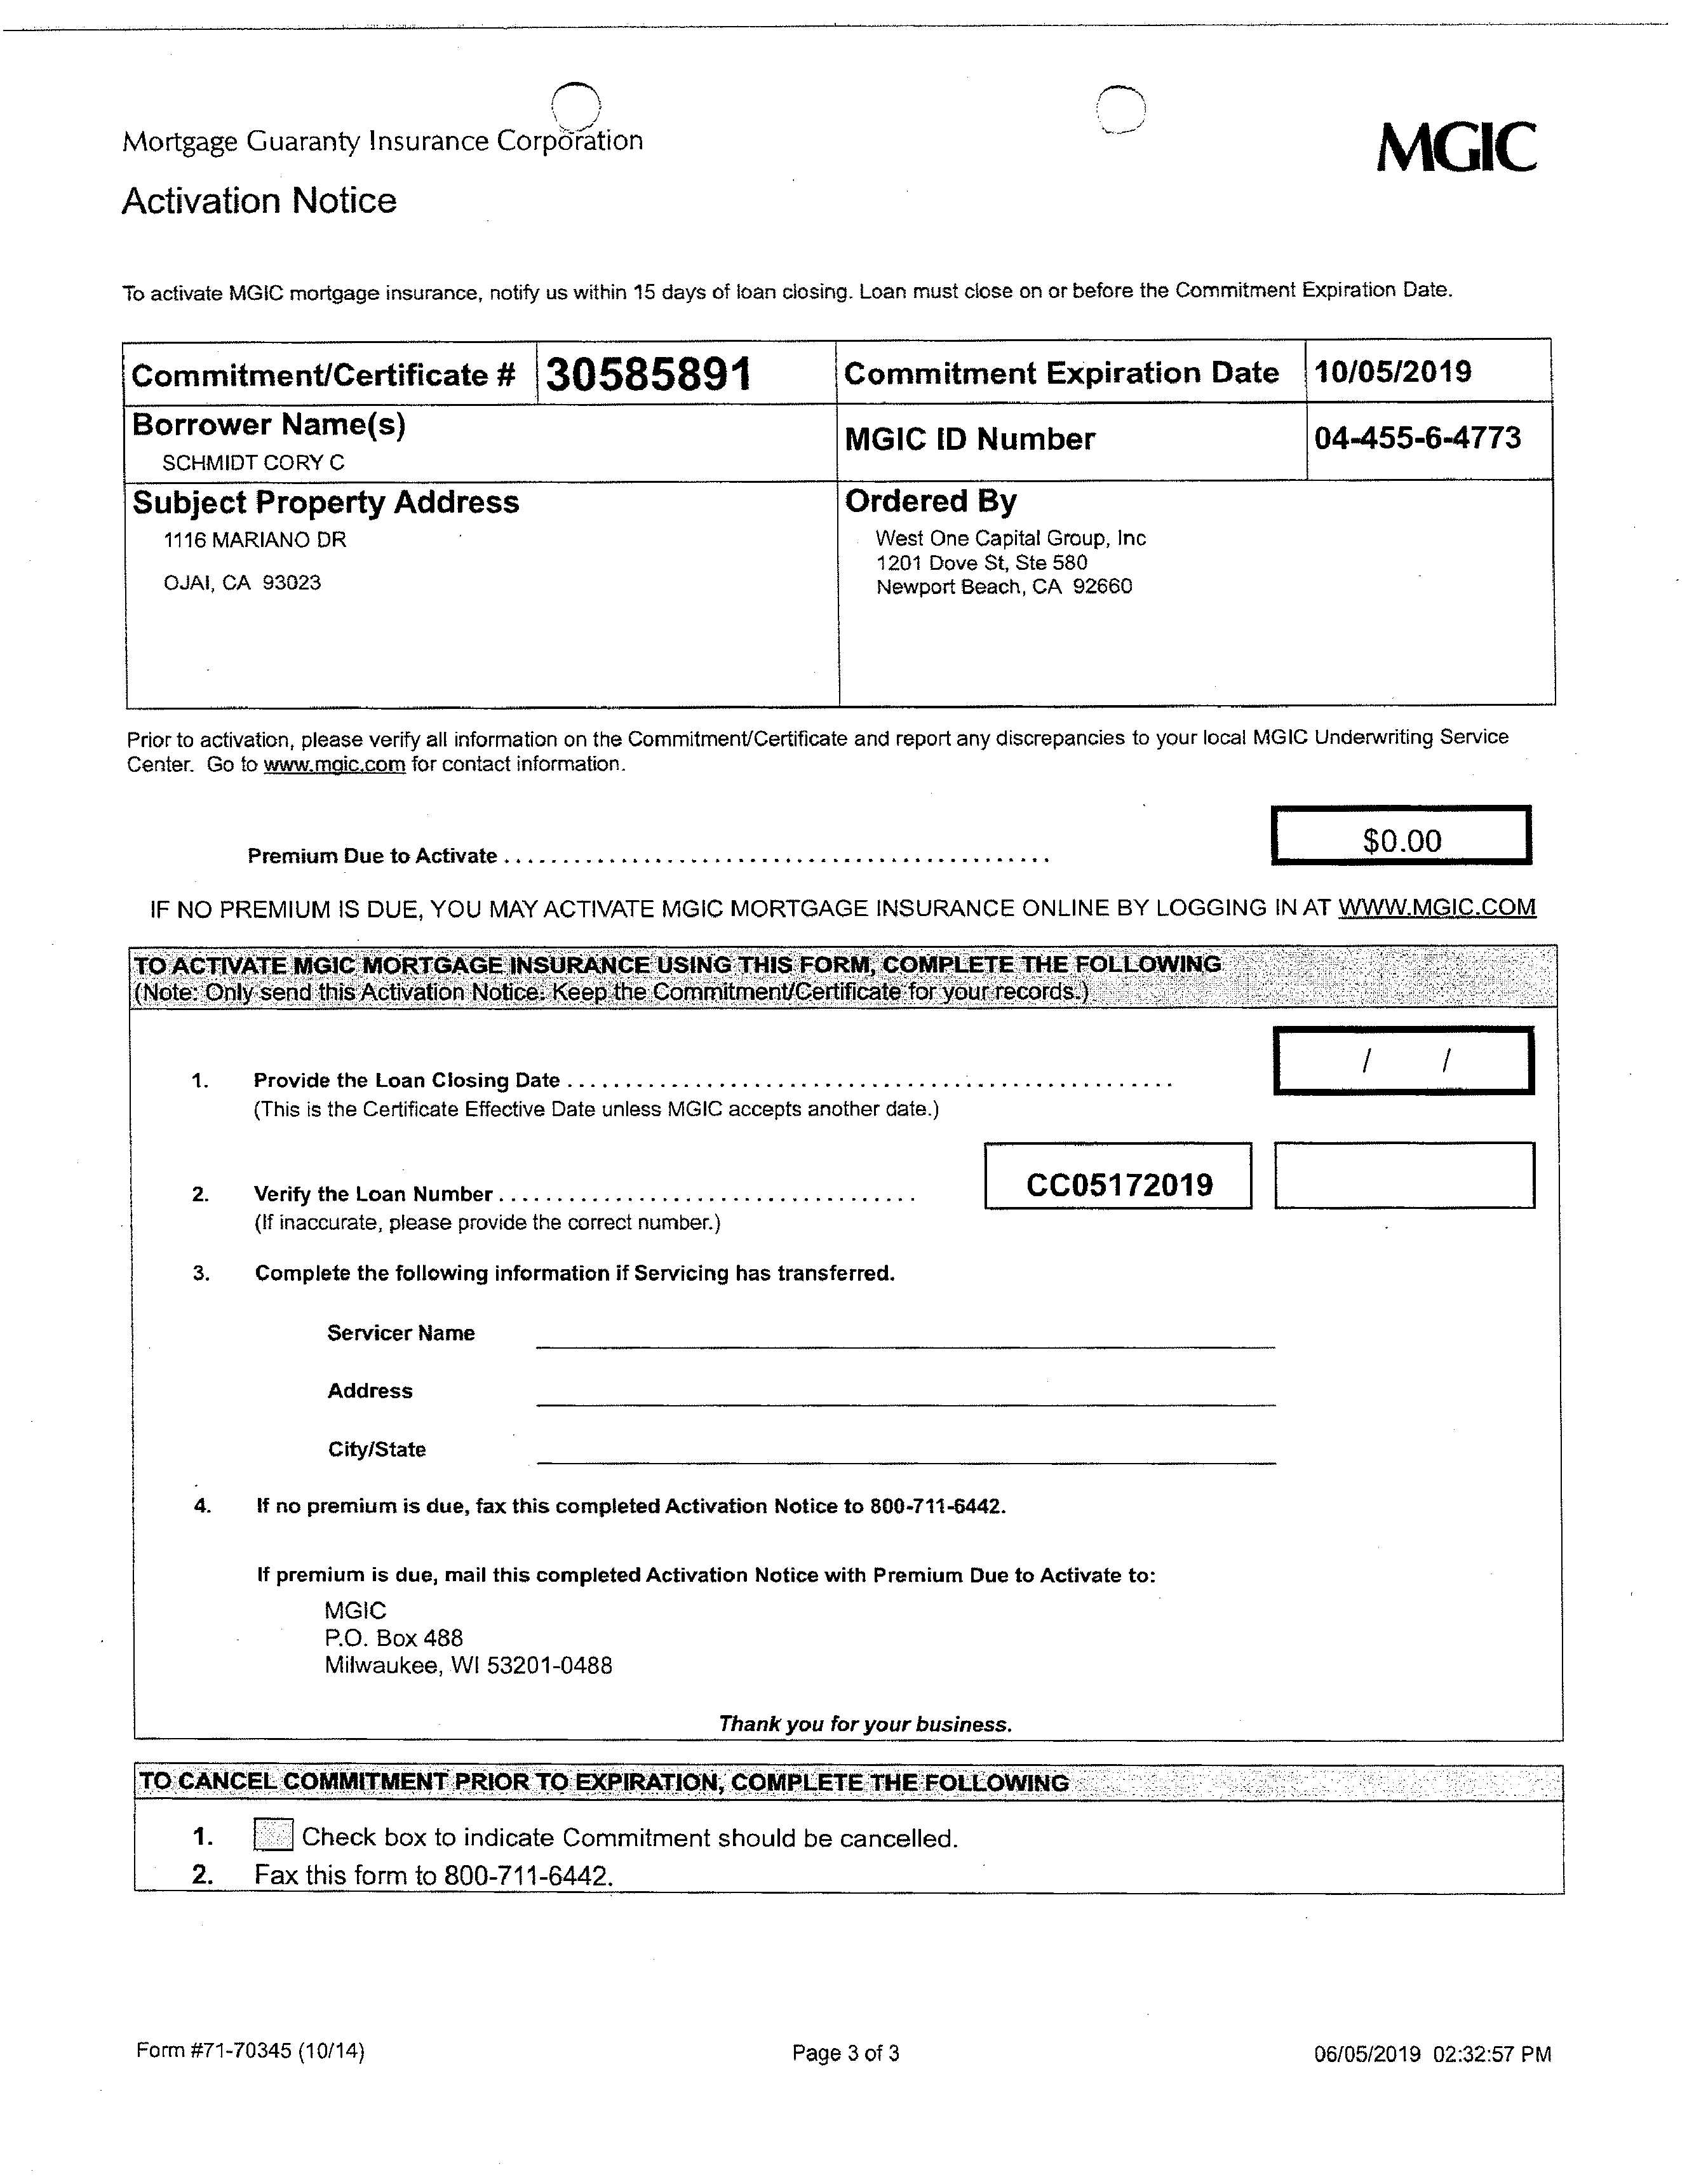 Mortgage Guaranty Insurance Corporation
MGIC
Activation Notice
To activate MGIC mortgage insurance, notify us within 15 days of loan closing. Loan must close on or before the Commitment Expiration Date.
Commitment/Certificate # 30585891 Commitment Expiration Date 10/05/2019
Borrower Name(s)
SCHMIDT CORY C
MGIC ID Number 04-455-6-4773
Subject Property Address
1116 MARIANO DR
OJAI, CA 93023
Ordered By
West One Capital Group, Inc
1201 Dove St, Ste 580
Newport Beach, CA 92660
Prior to activation, please verify all information on the Commitment/Certificate and report any discrepancies to your local MGIC Underwriting Service
Center. Go to www.mgic.com for contact information.
Premium Due to Activate ............................................... $0.00
IF NO PREMIUM IS DUE, YOU MAY ACTIVATE MGIC MORTGAGE INSURANCE ONLINE BY LOGGING IN AT WWW.MGIC.COM
TO ACTIVATE MGIC MORTGAGE INSURANCE USING THIS FORM, COMPLETE THE FOLLOWING
(Note: Only send this Activation Notice. Keep the Commitment/Certificate for your records.)
1. Provide the Loan Closing Date .................................................... / /
(This is the Certificate Effective Date unless MGIC accepts another date.)
2. Verify the Loan Number .................................... CC05172019
(If inaccurate, please provide the correct number.)
3. Complete the following information if Servicing has transferred.
Servicer Name
Address
City/State
4. If no premium is due, fax this completed Activation Notice to 800-711-6442.
If premium is due, mail this completed Activation Notice with Premium Due to Activate to:
MGIC
P.O. Box 488
Milwaukee, WI 53201-0488
Thank you for your business.
TO CANCEL COMMITMENT PRIOR TO EXPIRATION, COMPLETE THE FOLLOWING
1. Check box to indicate Commitment should be cancelled.
2. Fax this form to 800-711-6442.
Form #71-70345 (10/14) Page 3 of 3 06/05/2019 02:32:57 PM